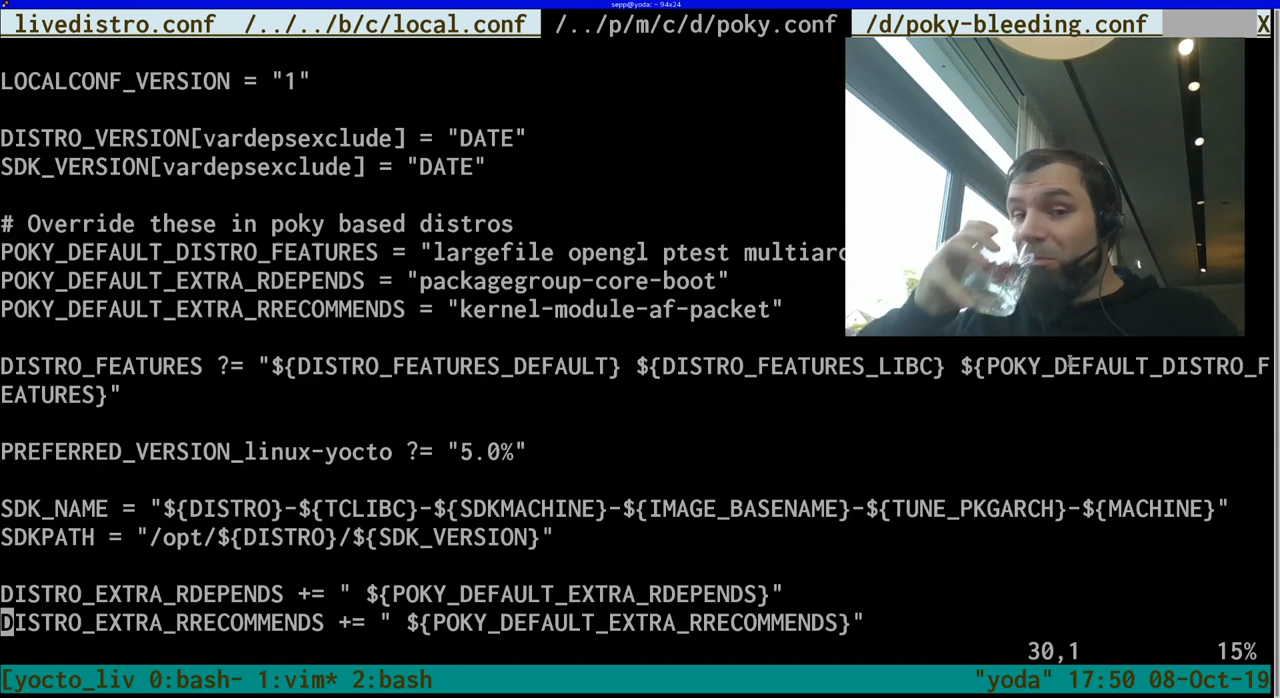 sepp@yoda: ~ 94x24
livedistro.conf /../../b/c/local.conf /../p/m/c/d/poky.conf /d/poky-bleeding.conf X
LOCALCONF_VERSION = "1"
DISTRO_VERSION[vardepsexclude] = "DATE"
SDK_VERSION[vardepsexclude] = "DATE"
# Override these in poky based distros
POKY_DEFAULT_DISTRO_FEATURES = "largefile opengl ptest multiarc
POKY_DEFAULT_EXTRA_RDEPENDS = "packagegroup-core-boot"
POKY_DEFAULT_EXTRA_RRECOMMENDS = "kernel-module-af-packet"
DISTRO_FEATURES ?= "${DISTRO_FEATURES_DEFAULT} ${DISTRO_FEATURES_LIBC} ${POKY_DEFAULT_DISTRO_F
EATURES}"
PREFERRED_VERSION_linux-yocto ?= "5.0%"
SDK_NAME = "${DISTRO}-${TCLIBC}-${SDKMACHINE}-${IMAGE_BASENAME}-${TUNE_PKGARCH}-${MACHINE}"
SDKPATH = "/opt/${DISTRO}/${SDK_VERSION}"
DISTRO_EXTRA_RDEPENDS += " ${POKY_DEFAULT_EXTRA_RDEPENDS}"
DISTRO_EXTRA_RRECOMMENDS += " ${POKY_DEFAULT_EXTRA_RRECOMMENDS}"
30,1 15%
[yocto_liv 0:bash- 1:vim* 2:bash "yoda" 17:50 08-Oct-19